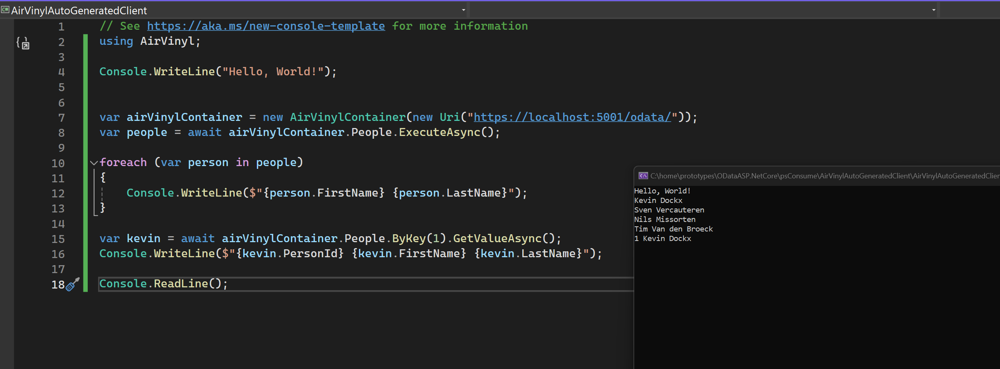 AirVinylAutoGeneratedClient
1 // See https://aka.ms/new-console-template for more information
2 using AirVinyl;
3
4 Console.WriteLine("Hello, World!");
5
6
7 var airVinylContainer = new AirVinylContainer(new Uri("https://localhost:5001/odata/"));
8 var people = await airVinylContainer.People.ExecuteAsync();
9
10 foreach (var person in people)
11 {
12 Console.WriteLine($"{person.FirstName} {person.LastName}");
13 }
14
15 var kevin = await airVinylContainer.People.ByKey(1).GetValueAsync();
16 Console.WriteLine($"{kevin.PersonId} {kevin.FirstName} {kevin.LastName}");
17
18 Console.ReadLine();
C:\home\prototypes\ODataASP.NetCore\psConsume\AirVinylAutoGeneratedClient\AirVinylAutoGeneratedClien
Hello, World!
Kevin Dockx
Sven Vercauteren
Nils Missorten
Tim Van den Broeck
1 Kevin Dockx